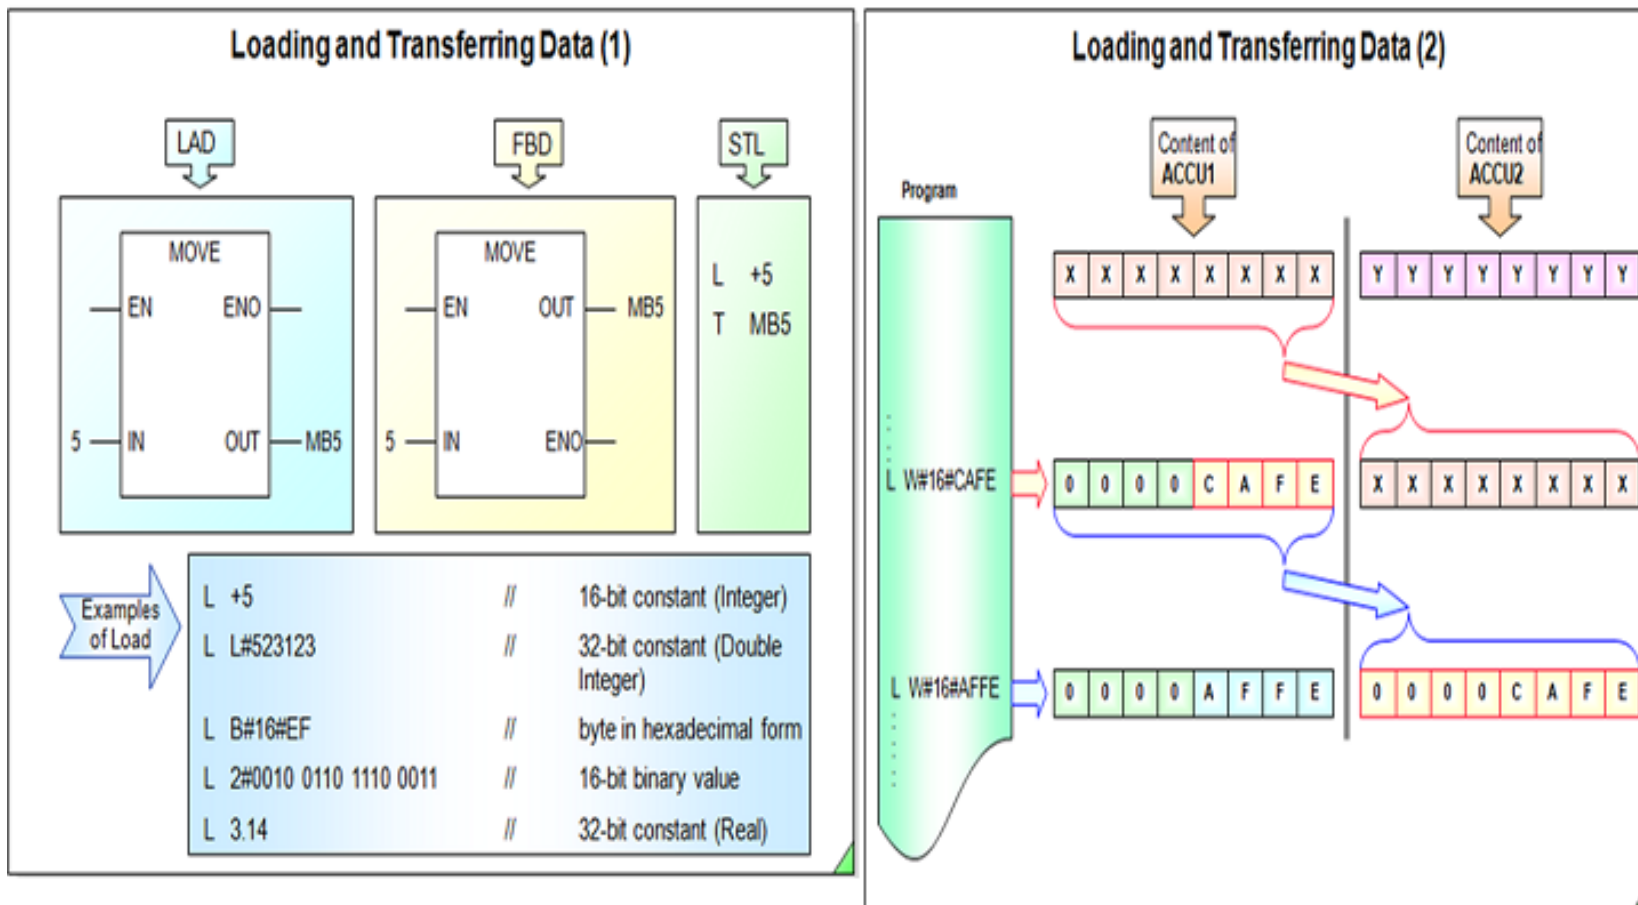 Loading and Transferring Data (1)
LAD
FBD
STL
MOVE
EN
ENO
5
IN
OUT
MB5
MOVE
EN
OUT
MB5
5
IN
ENO
L +5
T MB5
Examples
of Load
L +5 // 16-bit constant (Integer)
L L#523123 // 32-bit constant (Double
Integer)
L B#16#EF // byte in hexadecimal form
L 2#0010 0110 1110 0011 // 16-bit binary value
L 3.14 // 32-bit constant (Real)
Loading and Transferring Data (2)
Content of
ACCU1
Content of
ACCU2
Program
X X X X X X X X
Y Y Y Y Y Y Y Y
L W#16#CAFE
0 0 0 0 C A F E
X X X X X X X X
L W#16#AFFE
0 0 0 0 A F F E
0 0 0 0 C A F E